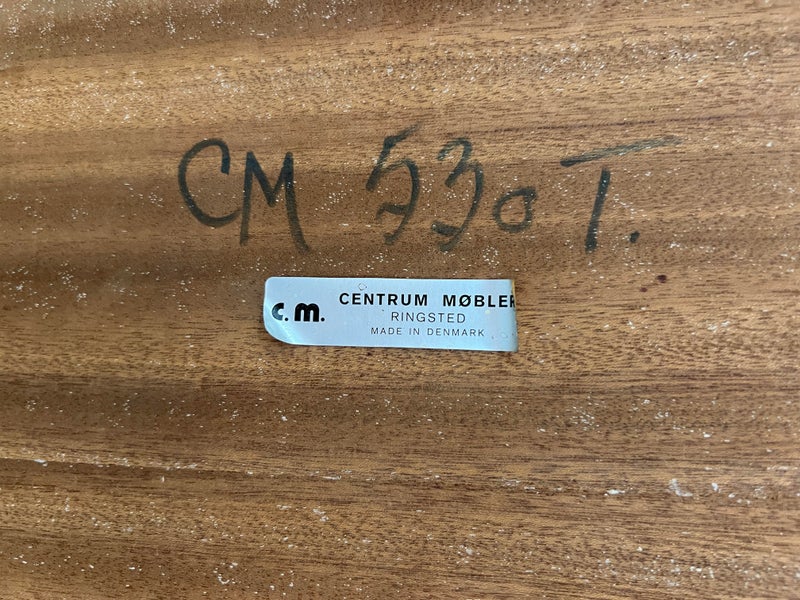 CM 530 T.
c.m.
CENTRUM MØBLER
RINGSTED
MADE IN DENMARK